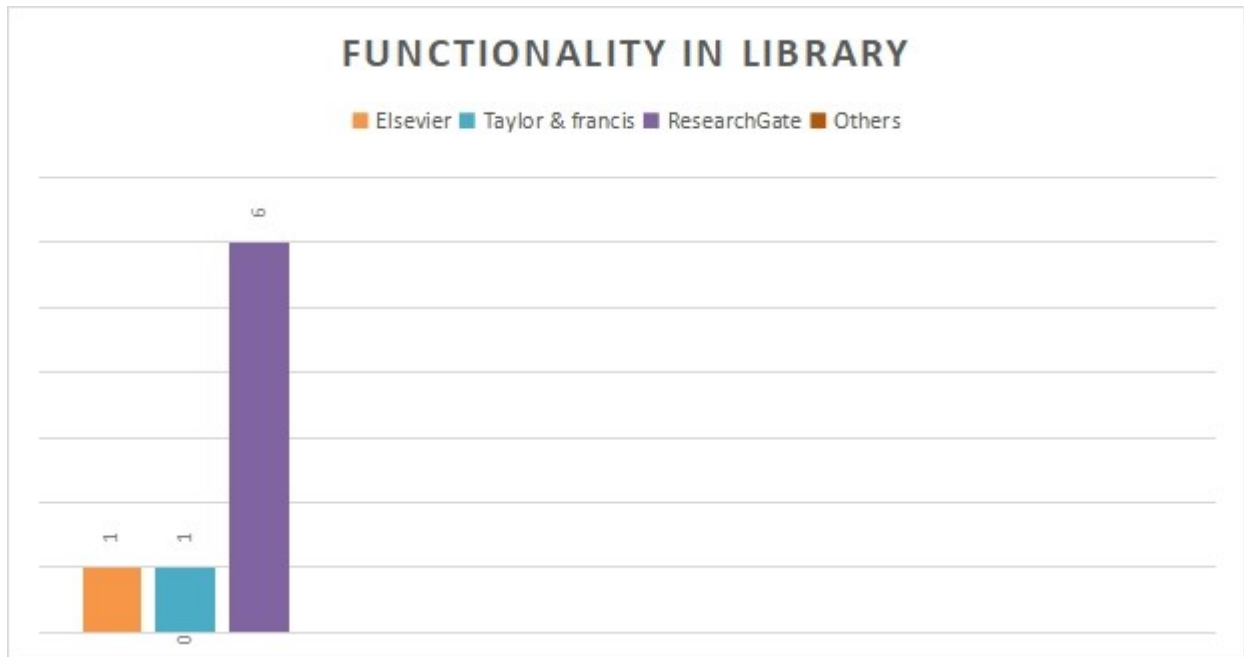 FUNCTIONALITY IN LIBRARY
Elsevier Taylor & francis ResearchGate Others
6
1 1
0